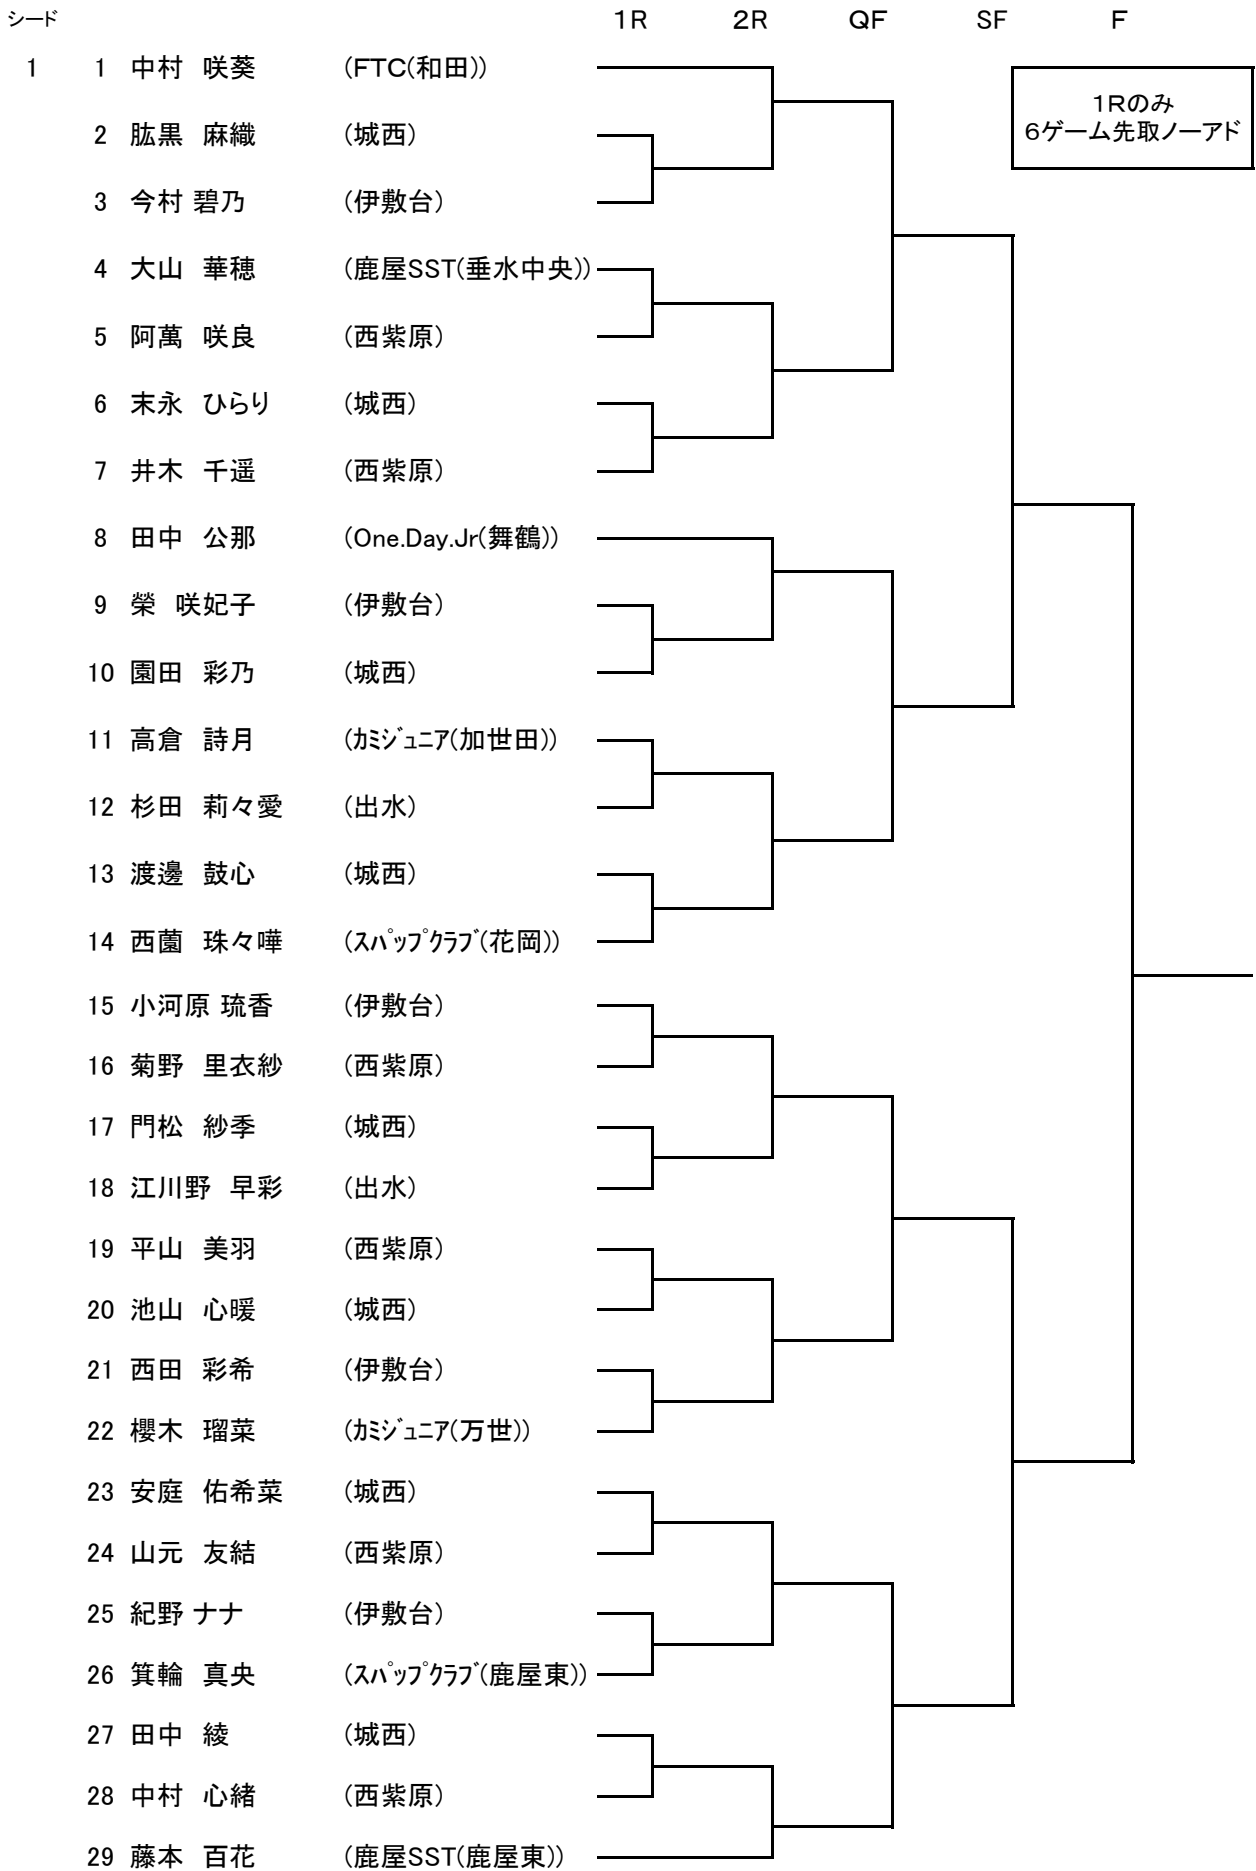 シード 1R 2R QF SF F
1 1 中村 咲葵 (FTC(和田))
1Rのみ
6ゲーム先取ノーアド
2 肱黒 麻織 (城西)
3 今村 碧乃 (伊敷台)
4 大山 華穂 (鹿屋SST(垂水中央))
5 阿萬 咲良 (西紫原)
6 末永 ひらり (城西)
7 井木 千遥 (西紫原)
8 田中 公那 (One.Day.Jr(舞鶴))
9 榮 咲妃子 (伊敷台)
10 園田 彩乃 (城西)
11 高倉 詩月 (カミジュニア(加世田))
12 杉田 莉々愛 (出水)
13 渡邊 鼓心 (城西)
14 西薗 珠々嘩 (スパップクラブ(花岡))
15 小河原 琉香 (伊敷台)
16 菊野 里衣紗 (西紫原)
17 門松 紗季 (城西)
18 江川野 早彩 (出水)
19 平山 美羽 (西紫原)
20 池山 心暖 (城西)
21 西田 彩希 (伊敷台)
22 櫻木 瑠菜 (カミジュニア(万世))
23 安庭 佑希菜 (城西)
24 山元 友結 (西紫原)
25 紀野 ナナ (伊敷台)
26 箕輪 真央 (スパップクラブ(鹿屋東))
27 田中 綾 (城西)
28 中村 心緒 (西紫原)
29 藤本 百花 (鹿屋SST(鹿屋東))